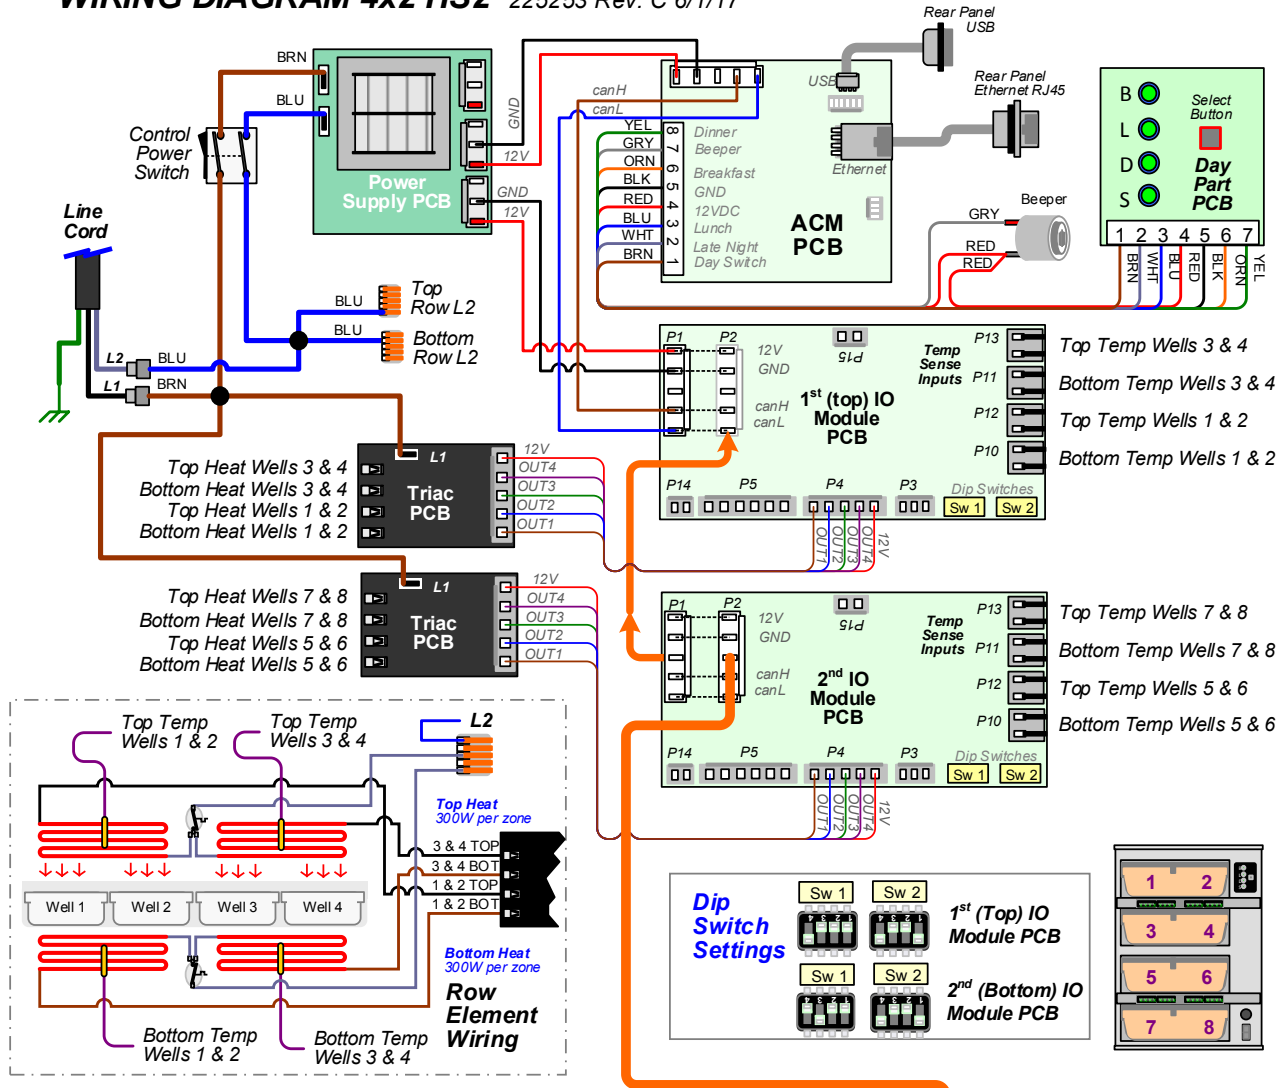 WIRING DIAGRAM 4x2 HS2 225253 Rev. C 6/1/17
Rear Panel
USB
Rear Panel
Ethernet RJ45
USB
Ethernet
BRN
BLU
Control
Power
Switch
Power
Supply PCB
GND
12V
GND
12V
canH
canL
YEL 8 Dinner
GRY 7 Beeper
ORN 6 Breakfast
BLK 5 GND
RED 4 12VDC
BLU 3 Lunch
WHT 2 Late Night
BRN 1 Day Switch
ACM
PCB
B
L
D
S
Select
Button
Day
Part
PCB
1 2 3 4 5 6 7
BRN
WHT
BLU
RED
BLK
ORN
YEL
Beeper
GRY
RED
RED
Line
Cord
L2
BLU
L1
BRN
BLU
Top
Row L2
BLU
Bottom
Row L2
P1
P2
12V
GND
canH
canL
P15
Temp
Sense
Inputs
1st (top) IO
Module
PCB
P13
Top Temp Wells 3 & 4
P11
Bottom Temp Wells 3 & 4
P12
Top Temp Wells 1 & 2
P10
Bottom Temp Wells 1 & 2
P14
P5
P4
P3
Dip Switches
Sw 1
Sw 2
OUT1
OUT2
OUT3
OUT4
12V
Top Heat Wells 3 & 4
Bottom Heat Wells 3 & 4
Top Heat Wells 1 & 2
Bottom Heat Wells 1 & 2
L1
Triac
PCB
12V
OUT4
OUT3
OUT2
OUT1
Top Heat Wells 7 & 8
Bottom Heat Wells 7 & 8
Top Heat Wells 5 & 6
Bottom Heat Wells 5 & 6
L1
Triac
PCB
12V
OUT4
OUT3
OUT2
OUT1
P1
P2
12V
GND
canH
canL
P15
Temp
Sense
Inputs
2nd IO
Module
PCB
P13
Top Temp Wells 7 & 8
P11
Bottom Temp Wells 7 & 8
P12
Top Temp Wells 5 & 6
P10
Bottom Temp Wells 5 & 6
P14
P5
P4
P3
Dip Switches
Sw 1
Sw 2
OUT1
OUT2
OUT3
OUT4
12V
Top Temp
Wells 1 & 2
Top Temp
Wells 3 & 4
L2
Top Heat
300W per zone
3 & 4 TOP
3 & 4 BOT
1 & 2 TOP
1 & 2 BOT
Well 1
Well 2
Well 3
Well 4
Bottom Heat
300W per zone
Row
Element
Wiring
Bottom Temp
Wells 1 & 2
Bottom Temp
Wells 3 & 4
Dip
Switch
Settings
Sw 1
Sw 2
4 3 2 1
4 3 2 1
1st (Top) IO
Module PCB
Sw 1
Sw 2
4 3 2 1
4 3 2 1
2nd (Bottom) IO
Module PCB
1 2
3 4
5 6
7 8